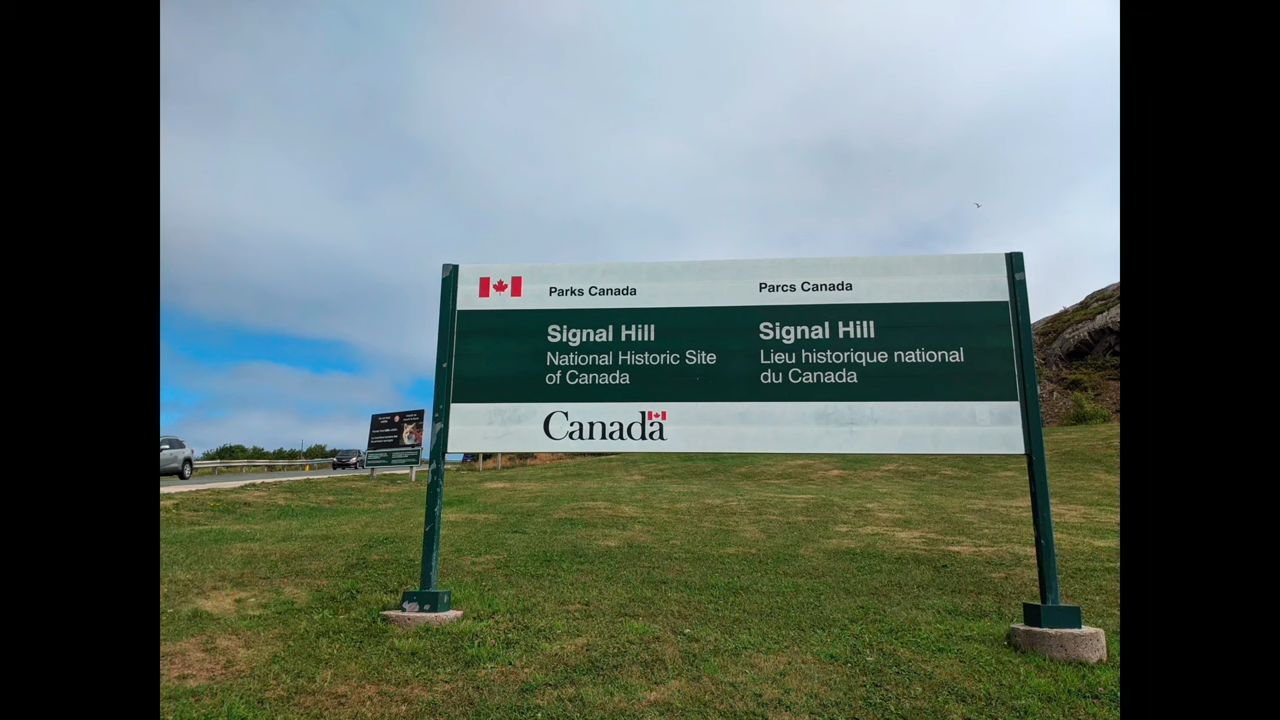 Parks Canada
Signal Hill
National Historic Site
of Canada
Parcs Canada
Signal Hill
Lieu historique national
du Canada
Canada